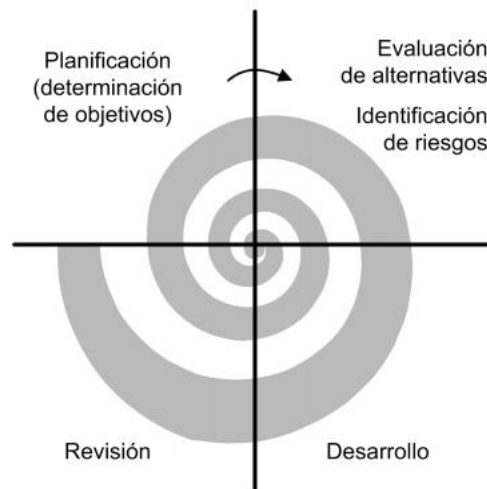 Planificación
(determinación
de objetivos)
Evaluación
de alternativas
Identificación
de riesgos
Revisión
Desarrollo